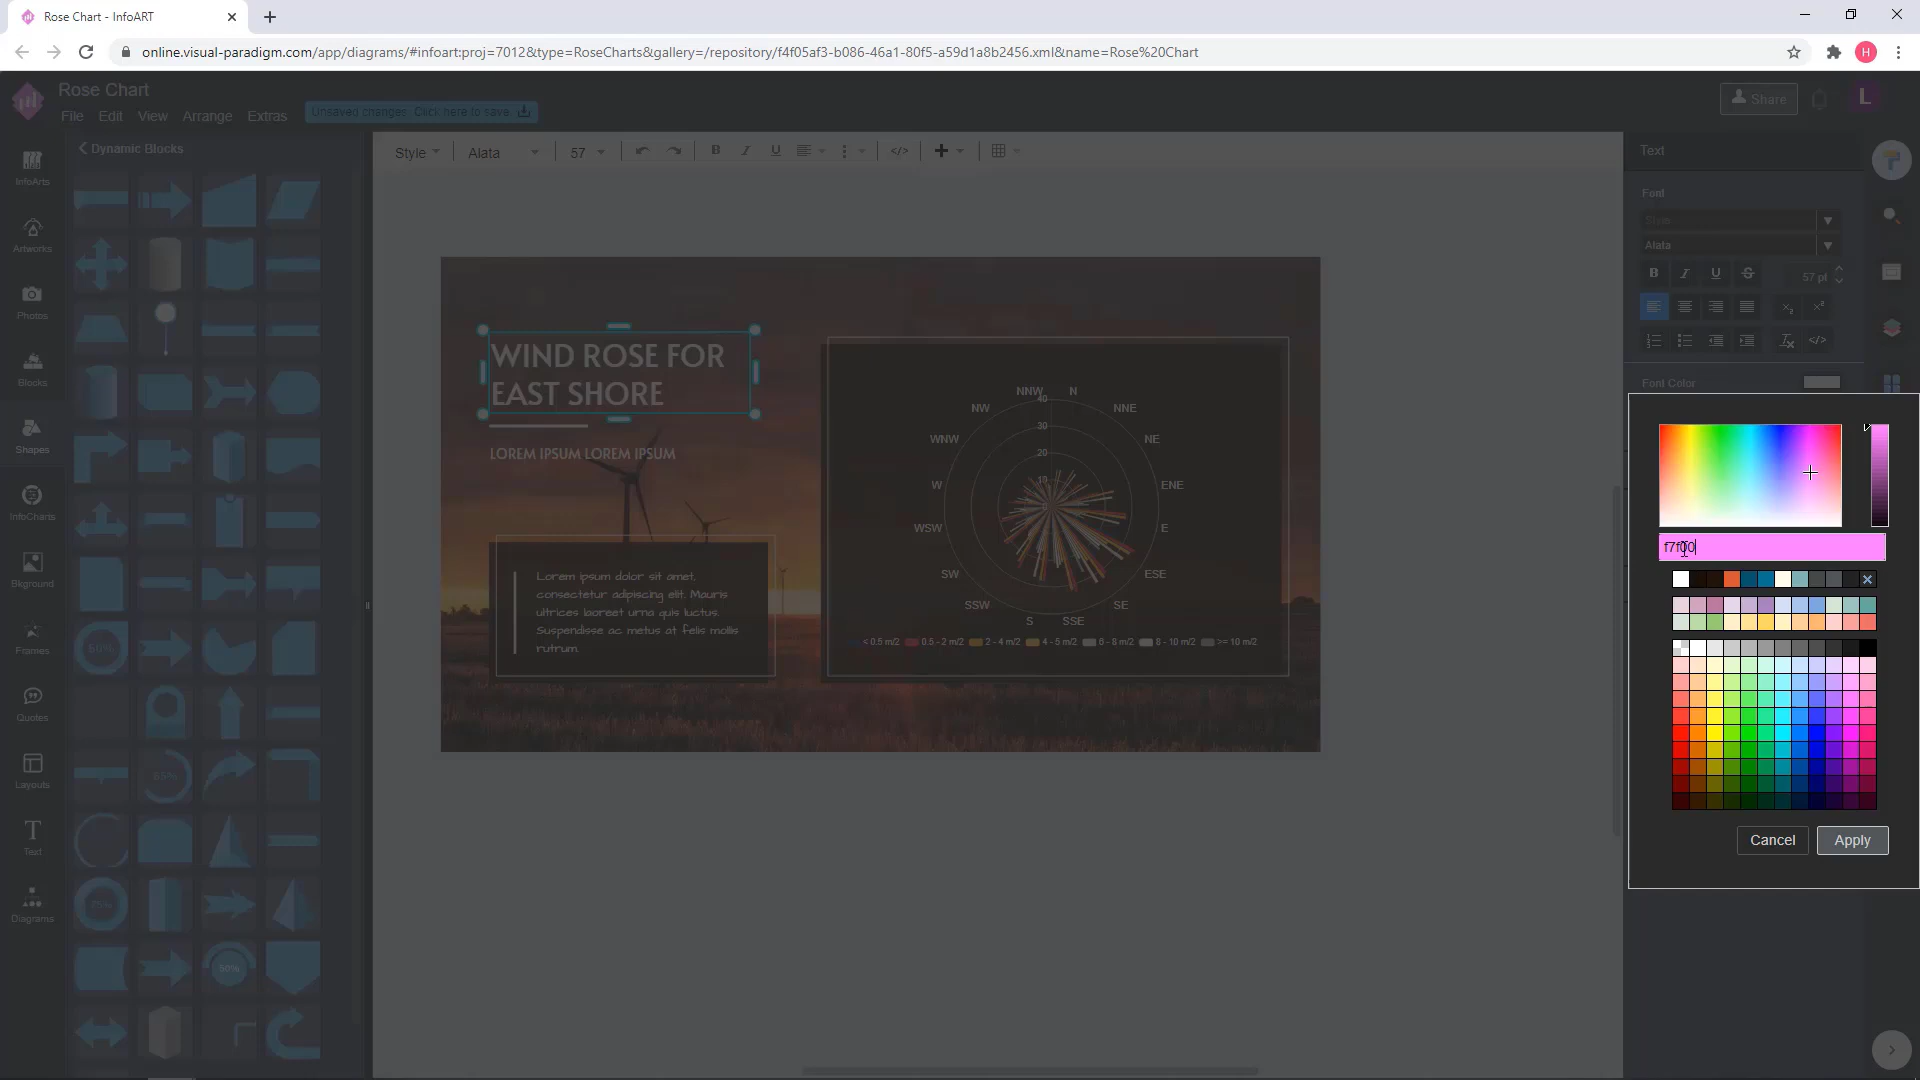 Rose Chart - InfoART
online.visual-paradigm.com/app/diagrams/#infoart:proj=7012&type=RoseCharts&gallery=/repository/f4f05af3-b086-46a1-80f5-a59d1a8b2456.xml&name=Rose%20Chart
H
Rose Chart
File Edit View Arrange Extras
Unsaved changes. Click here to save.
Share
L
Dynamic Blocks
Style
Alata
57
B I U
InfoArts
Artworks
Photos
Blocks
Shapes
InfoCharts
Bkground
Frames
Quotes
Layouts
Text
Diagrams
50%
WIND ROSE FOR
EAST SHORE
LOREM IPSUM LOREM IPSUM
Lorem ipsum dolor sit amet,
consectetur adipiscing elit. Mauris
ultrices laoreet urna quis luctus.
Suspendisse ac metus at felis mollis
rutrum.
NNW
N
NNE
NE
ENE
E
ESE
SE
SSE
S
SSW
SW
WSW
W
WNW
NW
40
30
20
10
< 0.5 m/2 0.5 - 2 m/2 2 - 4 m/2 4 - 5 m/2 6 - 8 m/2 8 - 10 m/2 >= 10 m/2
Text
Font
Style
Alata
B I U S
57 pt
Font Color
f7f00
Cancel
Apply